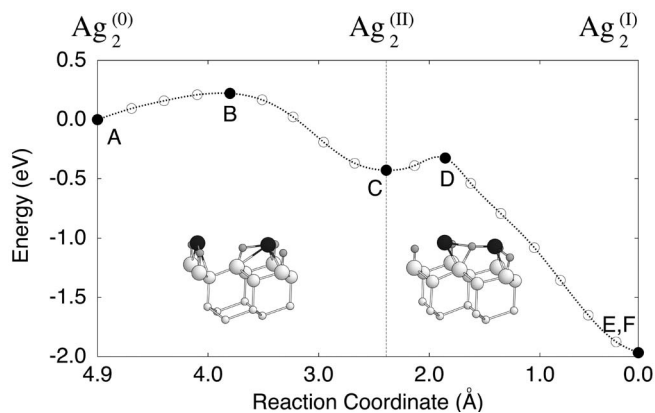 Ag₂⁽⁰⁾ Ag₂⁽ᴵᴵ⁾ Ag₂⁽ᴵ⁾
0.5
0.0
-0.5
-1.0
-1.5
-2.0
Energy (eV)
A
B
C
D
E,F
4.9 4.0 3.0 2.0 1.0 0.0
Reaction Coordinate (Å)